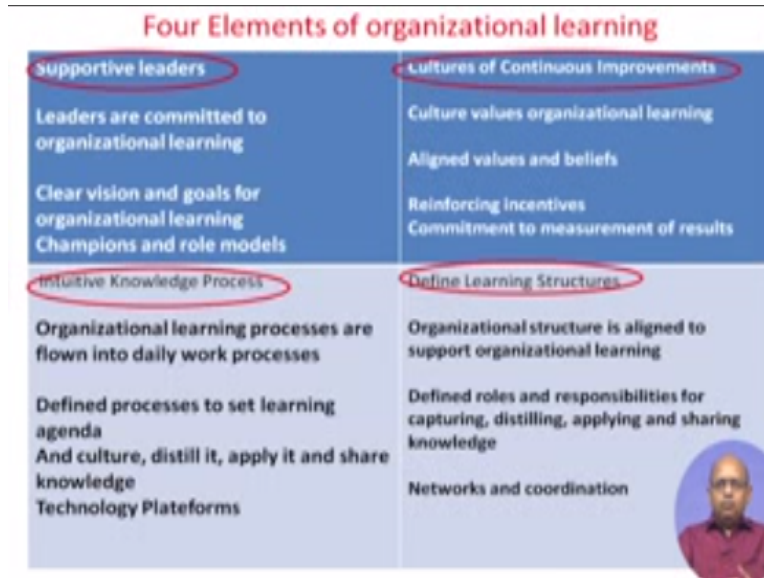 Four Elements of organizational learning
Supportive leaders
Leaders are committed to
organizational learning
Clear vision and goals for
organizational learning
Champions and role models
Cultures of Continuous Improvements
Culture values organizational learning
Aligned values and beliefs
Reinforcing incentives
Commitment to measurement of results
Intuitive Knowledge Process
Organizational learning processes are
flown into daily work processes
Defined processes to set learning
agenda
And culture, distill it, apply it and share
knowledge
Technology Plateforms
Define Learning Structures
Organizational structure is aligned to
support organizational learning
Defined roles and responsibilities for
capturing, distilling, applying and sharing
knowledge
Networks and coordination